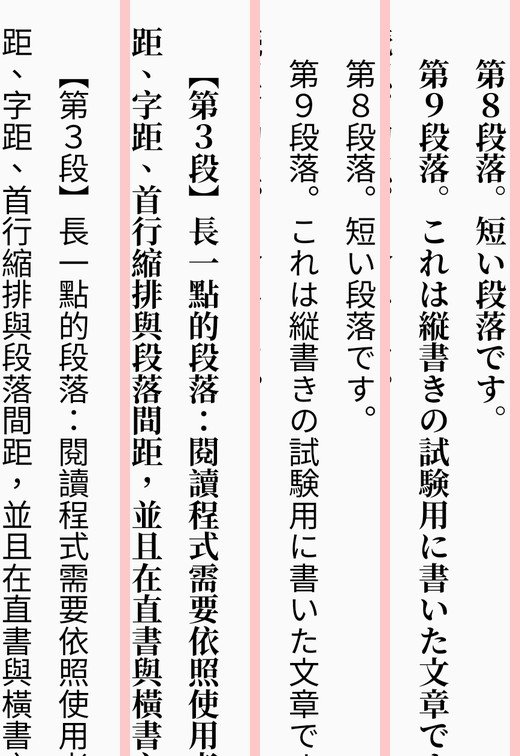 第８段落。短い段落です。
第９段落。これは縦書きの試験用に書いた文章で
第８段落。短い段落です。
第９段落。これは縦書きの試験用に書いた文章で
【第３段】長一點的段落：閱讀程式需要依照使用
距、字距、首行縮排與段落間距，並且在直書與橫書
【第３段】長一點的段落：閱讀程式需要依照使用
距、字距、首行縮排與段落間距，並且在直書與橫書